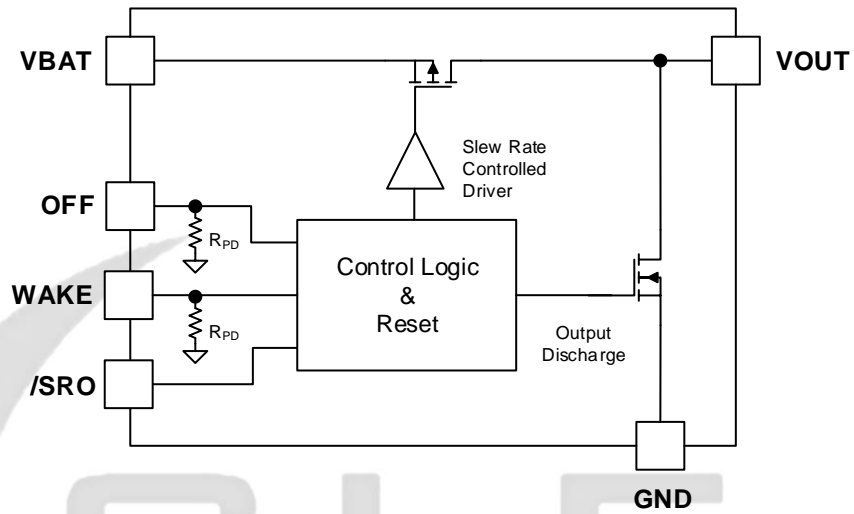 VBAT
VOUT
Slew Rate
Controlled
Driver
OFF
RPD
Control Logic
&
Reset
WAKE
RPD
Output
Discharge
/SRO
GND